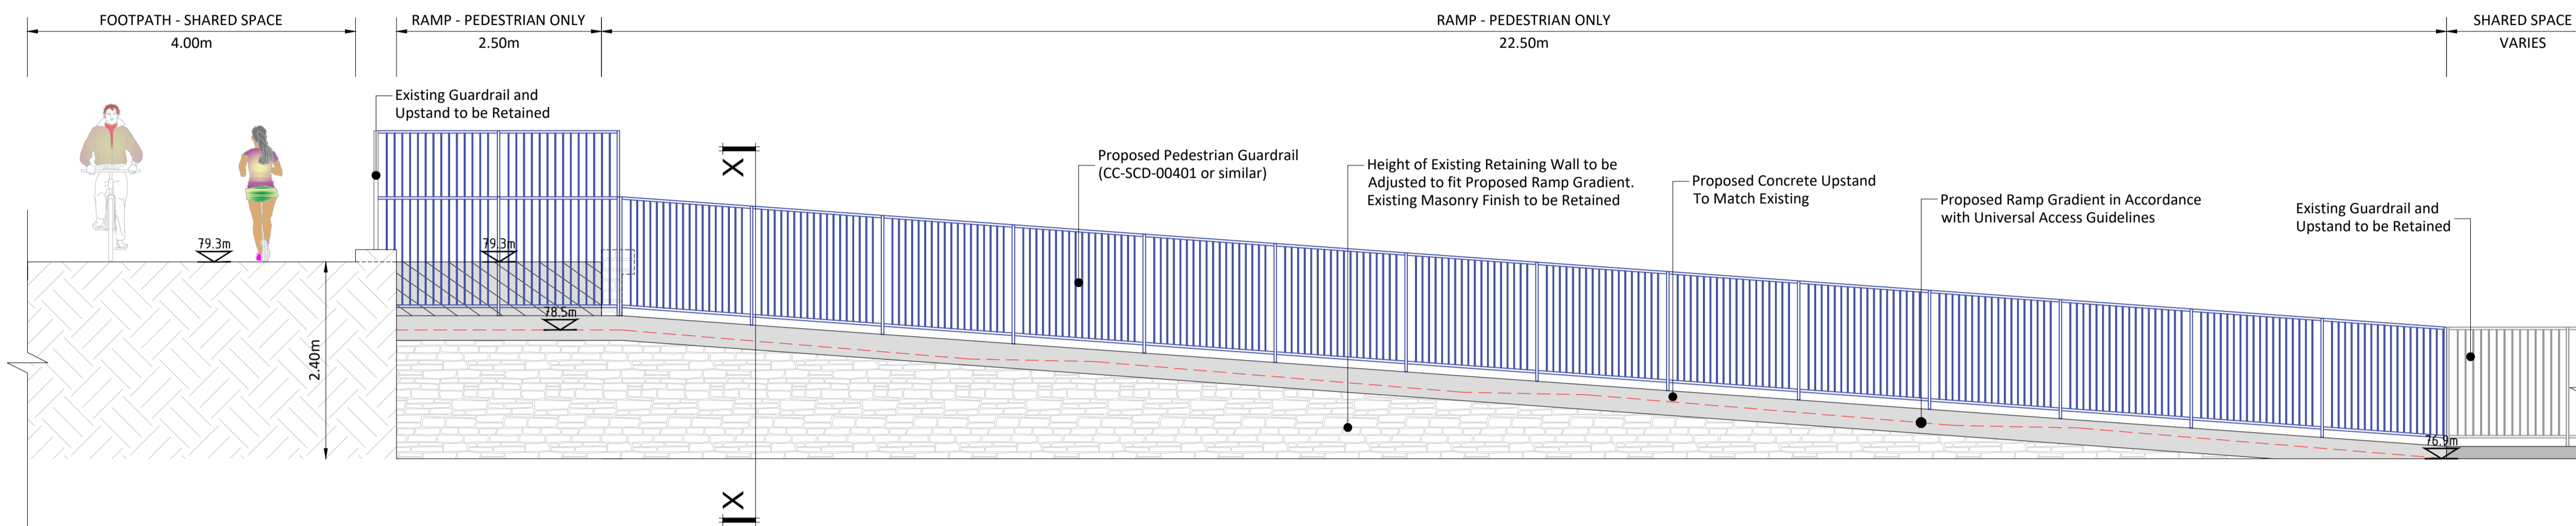 FOOTPATH - SHARED SPACE
4.00m
RAMP - PEDESTRIAN ONLY
2.50m
RAMP - PEDESTRIAN ONLY
22.50m
SHARED SPACE
VARIES
Existing Guardrail and
Upstand to be Retained
X
Proposed Pedestrian Guardrail
(CC-SCD-00401 or similar)
Height of Existing Retaining Wall to be
Adjusted to fit Proposed Ramp Gradient.
Existing Masonry Finish to be Retained
Proposed Concrete Upstand
To Match Existing
Proposed Ramp Gradient in Accordance
with Universal Access Guidelines
Existing Guardrail and
Upstand to be Retained
79.3m
79.3m
78.5m
2.40m
76.9m
X